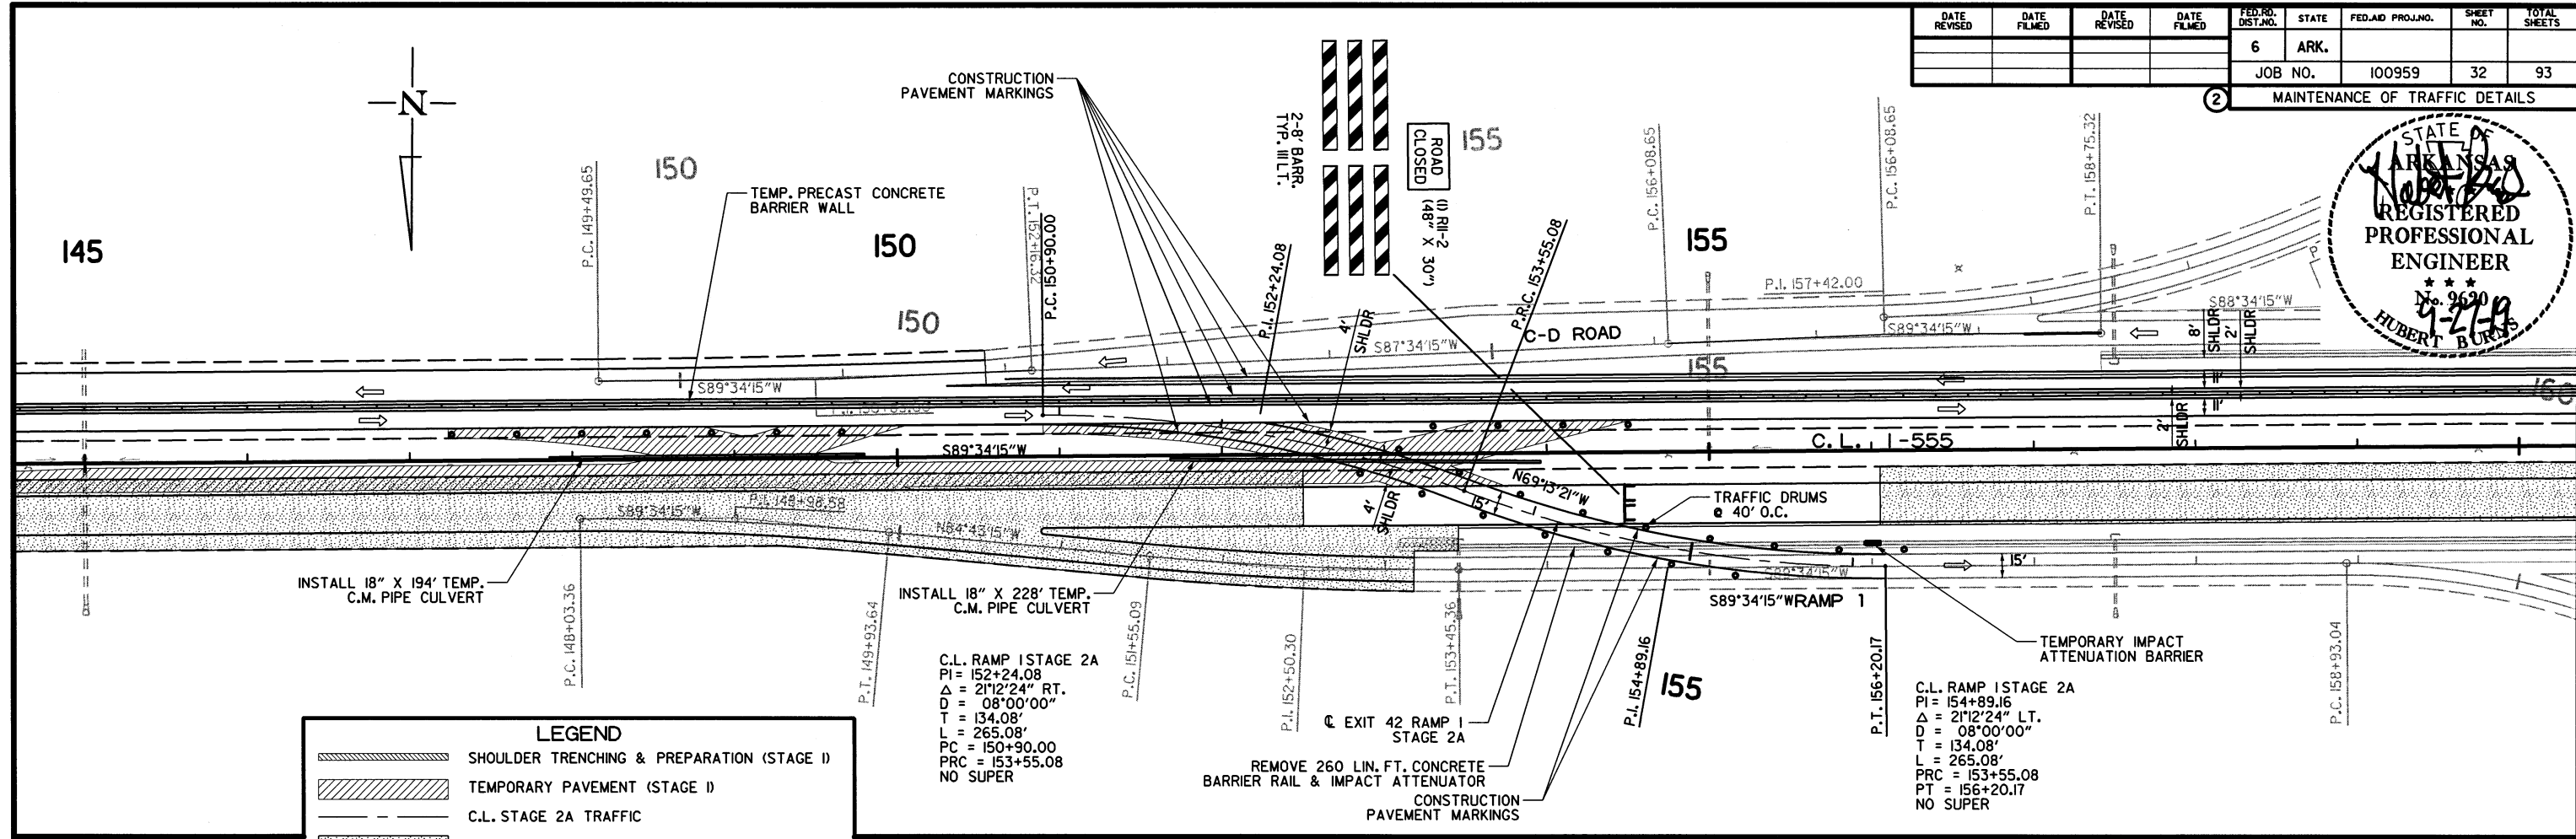 DATE REVISED
DATE FILMED
DATE REVISED
DATE FILMED
FED.RD. DIST.NO.
STATE
FED.AID PROJ.NO.
SHEET NO.
TOTAL SHEETS
6
ARK.
JOB NO.
100959
32
93
2
MAINTENANCE OF TRAFFIC DETAILS
STATE OF
ARKANSAS
REGISTERED
PROFESSIONAL
ENGINEER
★ ★ ★
No. 9620
9-27-19
HUBERT BURNS
N
CONSTRUCTION
PAVEMENT MARKINGS
2-8' BARR.
TYP. III LT.
ROAD
CLOSED
(1) R11-2
(48" X 30")
155
150
TEMP. PRECAST CONCRETE
BARRIER WALL
145
150
155
150
155
160
P.C. 149+49.65
P.T. 152+16.32
P.C. 150+90.00
P.I. 152+24.08
4'
SHLDR
P.R.C. 153+55.08
P.C. 156+08.65
P.C. 156+08.65
P.T. 158+75.32
P.I. 157+42.00
S88°34'15"W
S89°34'15"W
8'
SHLDR
2'
SHLDR
C-D ROAD
S87°34'15"W
S89°34'15"W
11'
11'
2'
SHLDR
C.L. I-555
S89°34'15"W
N69°13'21"W
15'
4'
SHLDR
TRAFFIC DRUMS
@ 40' O.C.
P.I. 148+98.58
S89°34'15"W
N84°43'15"W
S89°34'15"W
15'
S89°34'15"W RAMP 1
INSTALL 18" X 194' TEMP.
C.M. PIPE CULVERT
INSTALL 18" X 228' TEMP.
C.M. PIPE CULVERT
P.C. 148+03.36
P.T. 149+93.64
P.C. 151+55.09
P.I. 152+50.30
P.T. 153+45.36
P.I. 154+89.16
155
P.T. 156+20.17
P.C. 158+93.04
TEMPORARY IMPACT
ATTENUATION BARRIER
C.L. RAMP 1 STAGE 2A
PI = 152+24.08
Δ = 21°12'24" RT.
D = 08°00'00"
T = 134.08'
L = 265.08'
PC = 150+90.00
PRC = 153+55.08
NO SUPER
℄ EXIT 42 RAMP 1
STAGE 2A
REMOVE 260 LIN. FT. CONCRETE
BARRIER RAIL & IMPACT ATTENUATOR
CONSTRUCTION
PAVEMENT MARKINGS
C.L. RAMP 1 STAGE 2A
PI = 154+89.16
Δ = 21°12'24" LT.
D = 08°00'00"
T = 134.08'
L = 265.08'
PRC = 153+55.08
PT = 156+20.17
NO SUPER
LEGEND
SHOULDER TRENCHING & PREPARATION (STAGE 1)
TEMPORARY PAVEMENT (STAGE 1)
C.L. STAGE 2A TRAFFIC